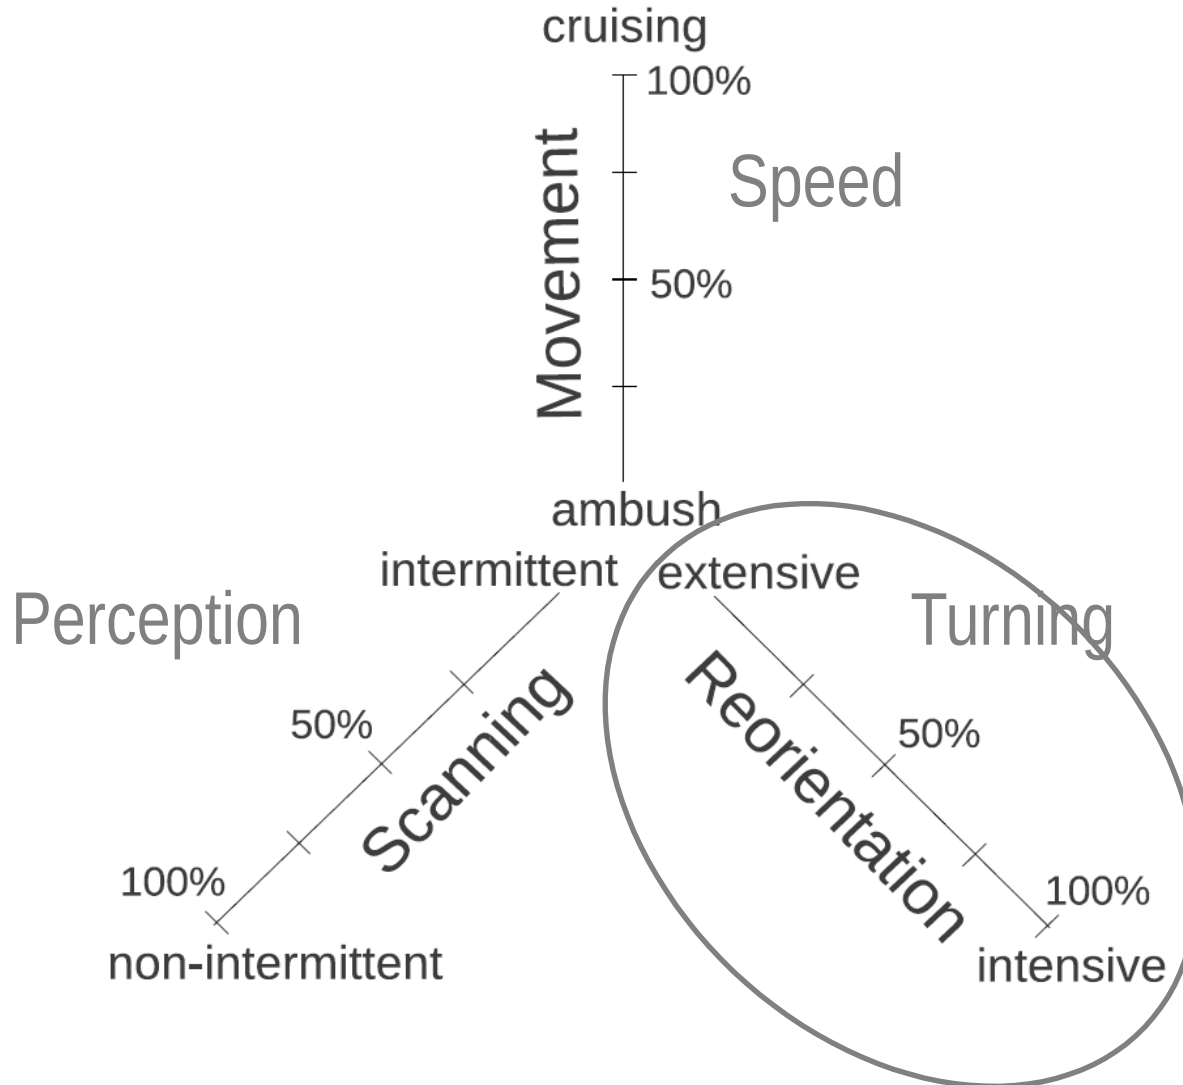 cruising
100%
Movement
Speed
50%
ambush
intermittent
extensive
Perception
Turning
50%
Scanning
Reorientation
50%
100%
100%
non-intermittent
intensive